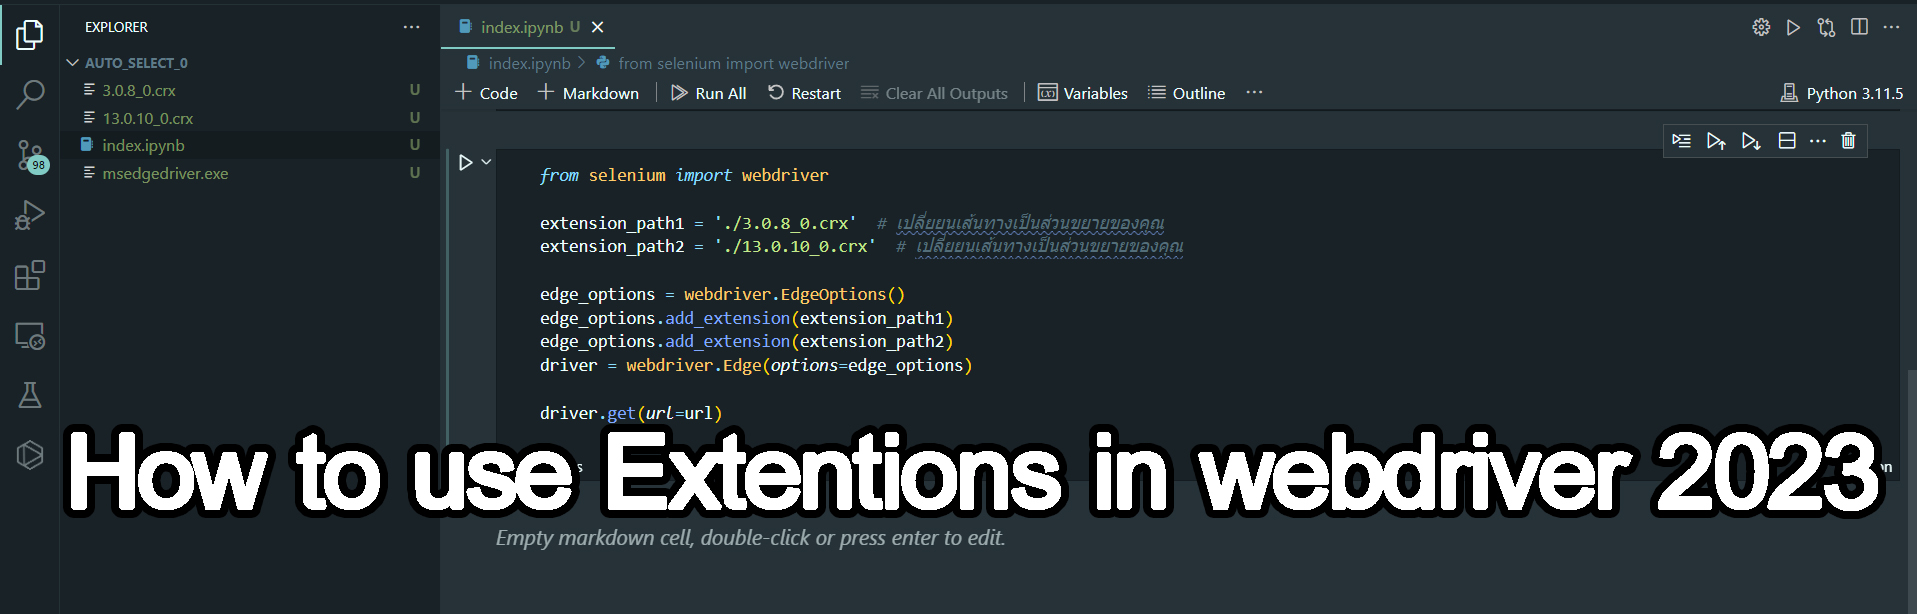 EXPLORER
AUTO_SELECT_0
3.0.8_0.crx U
13.0.10_0.crx U
index.ipynb U
msedgedriver.exe U
98
index.ipynb U
index.ipynb > from selenium import webdriver
+ Code + Markdown Run All Restart Clear All Outputs Variables Outline ... Python 3.11.5
from selenium import webdriver
extension_path1 = './3.0.8_0.crx' # เปลี่ยนเส้นทางเป็นส่วนขยายของคุณ
extension_path2 = './13.0.10_0.crx' # เปลี่ยนเส้นทางเป็นส่วนขยายของคุณ
edge_options = webdriver.EdgeOptions()
edge_options.add_extension(extension_path1)
edge_options.add_extension(extension_path2)
driver = webdriver.Edge(options=edge_options)
driver.get(url=url)
How to use Extentions in webdriver 2023
Empty markdown cell, double-click or press enter to edit.